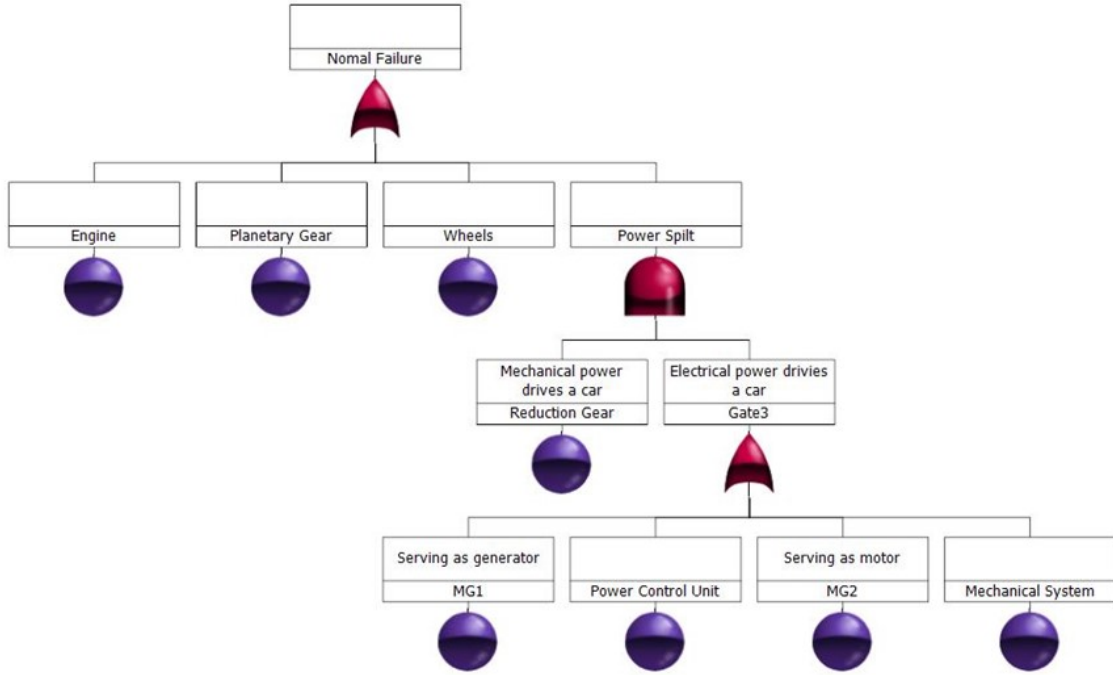 Nomal Failure
Engine
Planetary Gear
Wheels
Power Spilt
Mechanical power
drives a car
Reduction Gear
Electrical power drivies
a car
Gate3
Serving as generator
MG1
Power Control Unit
Serving as motor
MG2
Mechanical System